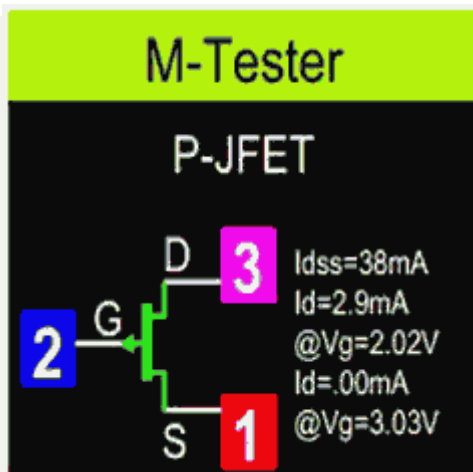 M-Tester
P-JFET
D
3
Idss=38mA
Id=2.9mA
2
G
@Vg=2.02V
Id=.00mA
S
1
@Vg=3.03V